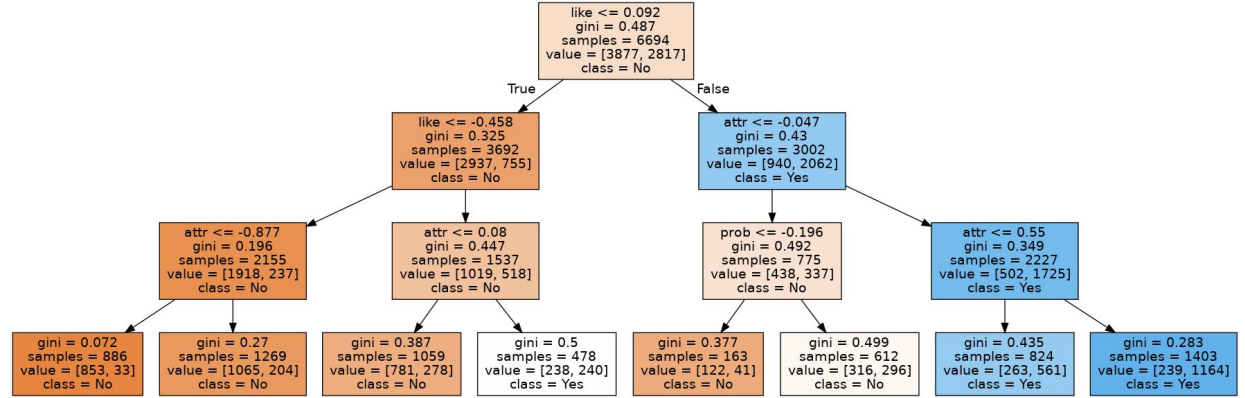 like <= 0.092
gini = 0.487
samples = 6694
value = [3877, 2817]
class = No
True
False
like <= -0.458
gini = 0.325
samples = 3692
value = [2937, 755]
class = No
attr <= -0.047
gini = 0.43
samples = 3002
value = [940, 2062]
class = Yes
attr <= -0.877
gini = 0.196
samples = 2155
value = [1918, 237]
class = No
attr <= 0.08
gini = 0.447
samples = 1537
value = [1019, 518]
class = No
prob <= -0.196
gini = 0.492
samples = 775
value = [438, 337]
class = No
attr <= 0.55
gini = 0.349
samples = 2227
value = [502, 1725]
class = Yes
gini = 0.072
samples = 886
value = [853, 33]
class = No
gini = 0.27
samples = 1269
value = [1065, 204]
class = No
gini = 0.387
samples = 1059
value = [781, 278]
class = No
gini = 0.5
samples = 478
value = [238, 240]
class = Yes
gini = 0.377
samples = 163
value = [122, 41]
class = No
gini = 0.499
samples = 612
value = [316, 296]
class = No
gini = 0.435
samples = 824
value = [263, 561]
class = Yes
gini = 0.283
samples = 1403
value = [239, 1164]
class = Yes